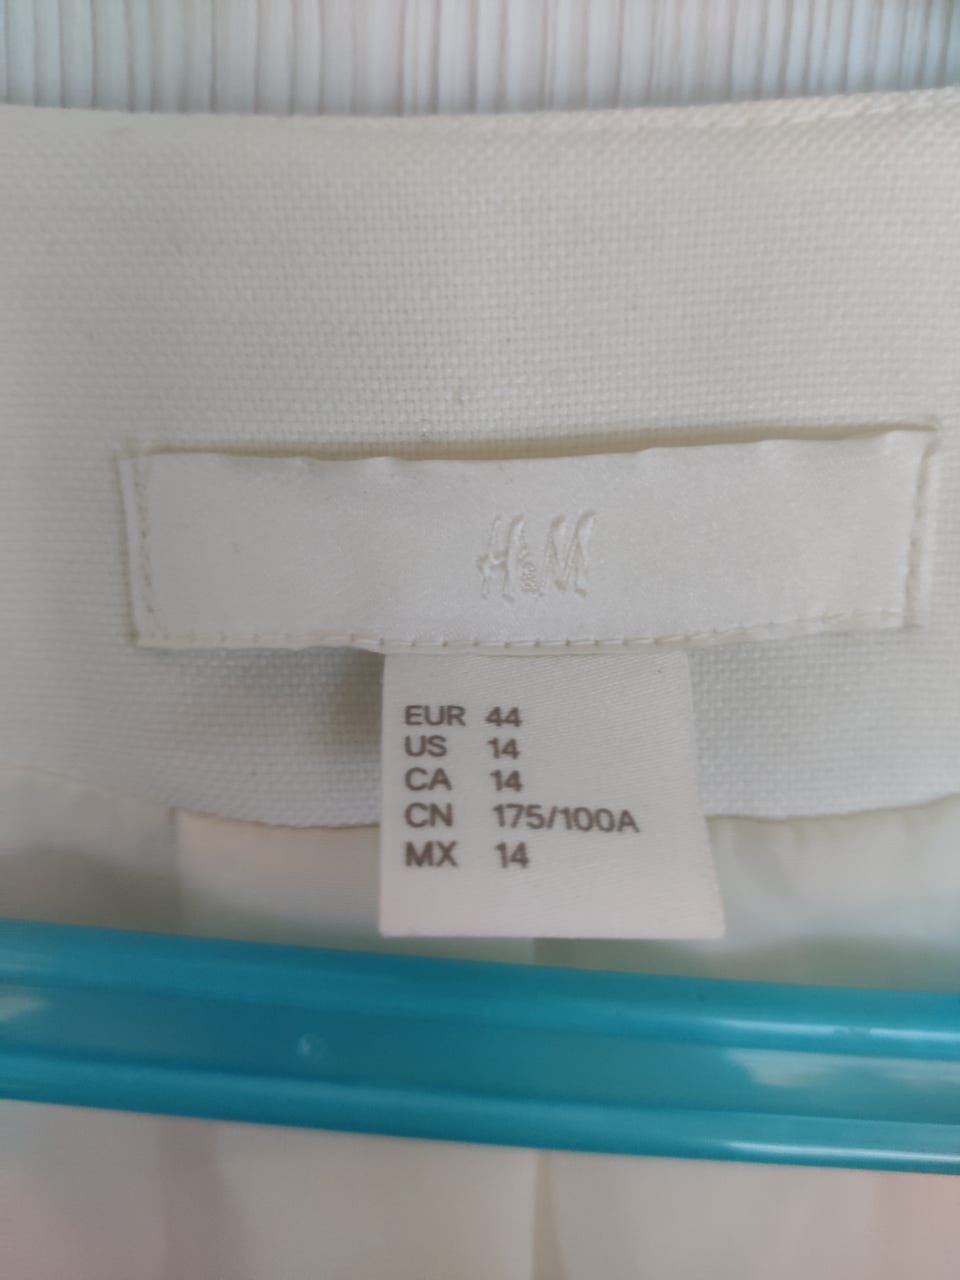 H&M
EUR 44
US 14
CA 14
CN 175/100A
MX 14